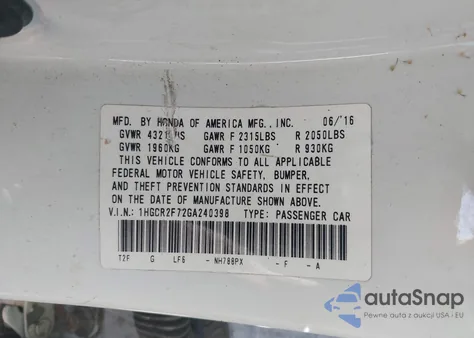 MFD. BY HONDA OF AMERICA MFG., INC. 06/'16
GVWR 4321LBS GAWR F 2315LBS R 2050LBS
GVWR 1960KG GAWR F 1050KG R 930KG
THIS VEHICLE CONFORMS TO ALL APPLICABLE
FEDERAL MOTOR VEHICLE SAFETY, BUMPER,
AND THEFT PREVENTION STANDARDS IN EFFECT
ON THE DATE OF MANUFACTURE SHOWN ABOVE.
V.I.N.: 1HGCR2F72GA240398 TYPE: PASSENGER CAR
T2F G LF6 -NH788PX -F -A
autoSnap
Pewne auta z aukcji USA i EU